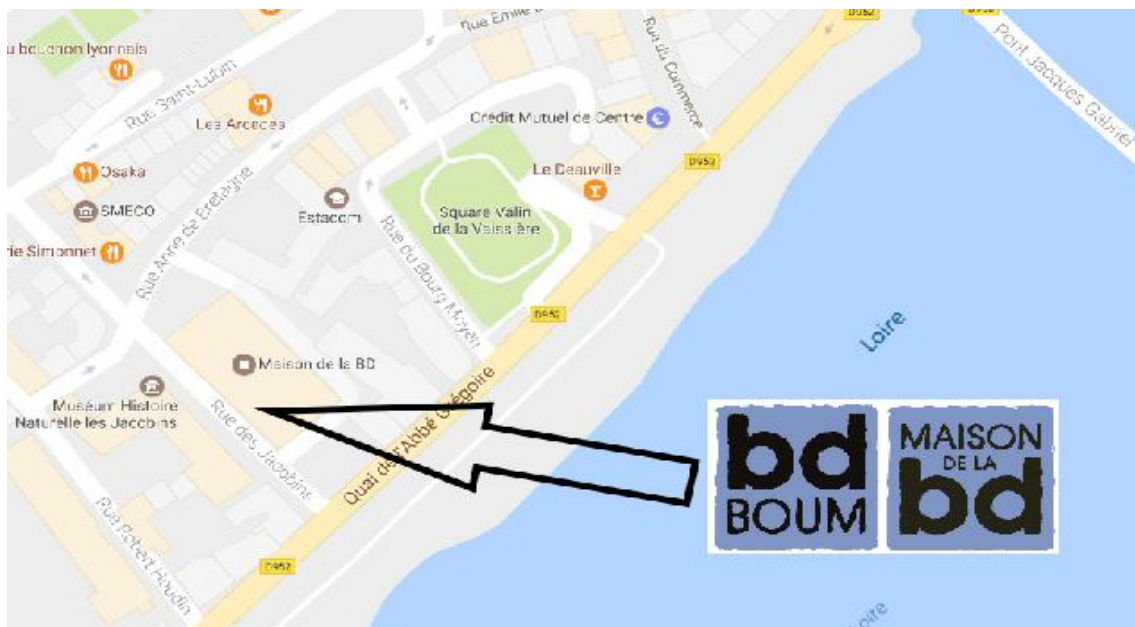 u bouchon lyonnais
Rue Saint-Lubin
Les Arcades
Rue Emile
D952
Rue du Commerce
Pont Jacques Gabriel
Crédit Mutuel de Centre
D952
Osaka
Le Deauville
SMECO
Estacom
Square Valin
de la Vaissière
rie Simonnet
Rue Anne de Bretagne
Rue du Bourg Moyen
D952
Loire
Maison de la BD
Muséum Histoire
Naturelle les Jacobins
Rue des Jacobins
Quai de l'Abbé Grégoire
bd
BOUM
MAISON
DE LA
bd
Rue Robert Houdin
D952
Loire